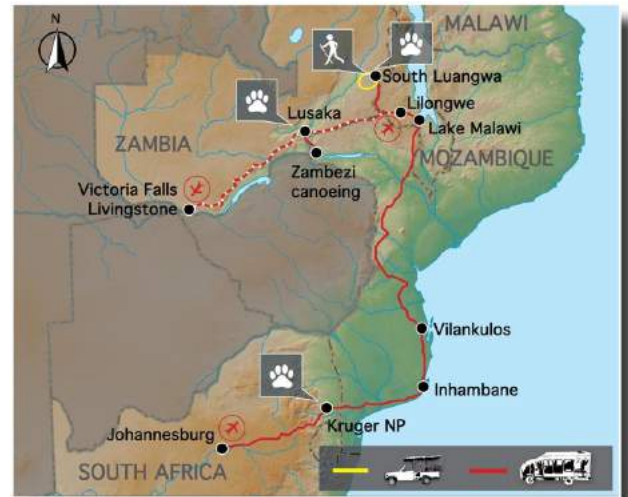 N
MALAWI
South Luangwa
Lilongwe
Lusaka
Lake Malawi
ZAMBIA
MOZAMBIQUE
Zambezi
canoeing
Victoria Falls
Livingstone
Vilankulos
Inhambane
Kruger NP
Johannesburg
SOUTH AFRICA